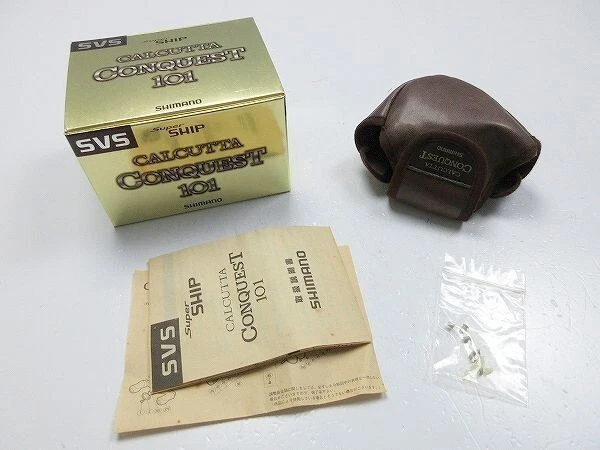 SVS
Super SHIP
CALCUTTA
CONQUEST
101
SHIMANO
SVS
Super SHIP
CALCUTTA
CONQUEST
101
SHIMANO
CALCUTTA
CONQUEST
SHIMANO
SVS
Super SHIP
CALCUTTA
CONQUEST
101
取扱説明書
SHIMANO